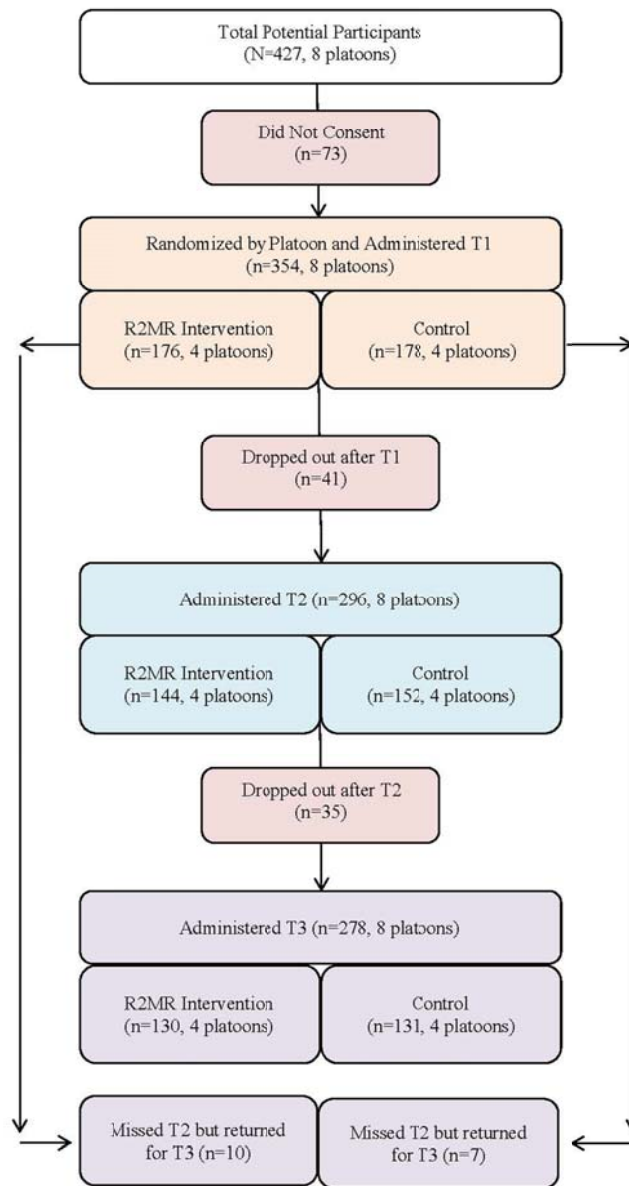 Total Potential Participants
(N=427, 8 platoons)
Did Not Consent
(n=73)
Randomized by Platoon and Administered T1
(n=354, 8 platoons)
R2MR Intervention
(n=176, 4 platoons)
Control
(n=178, 4 platoons)
Dropped out after T1
(n=41)
Administered T2 (n=296, 8 platoons)
R2MR Intervention
(n=144, 4 platoons)
Control
(n=152, 4 platoons)
Dropped out after T2
(n=35)
Administered T3 (n=278, 8 platoons)
R2MR Intervention
(n=130, 4 platoons)
Control
(n=131, 4 platoons)
Missed T2 but returned
for T3 (n=10)
Missed T2 but returned
for T3 (n=7)